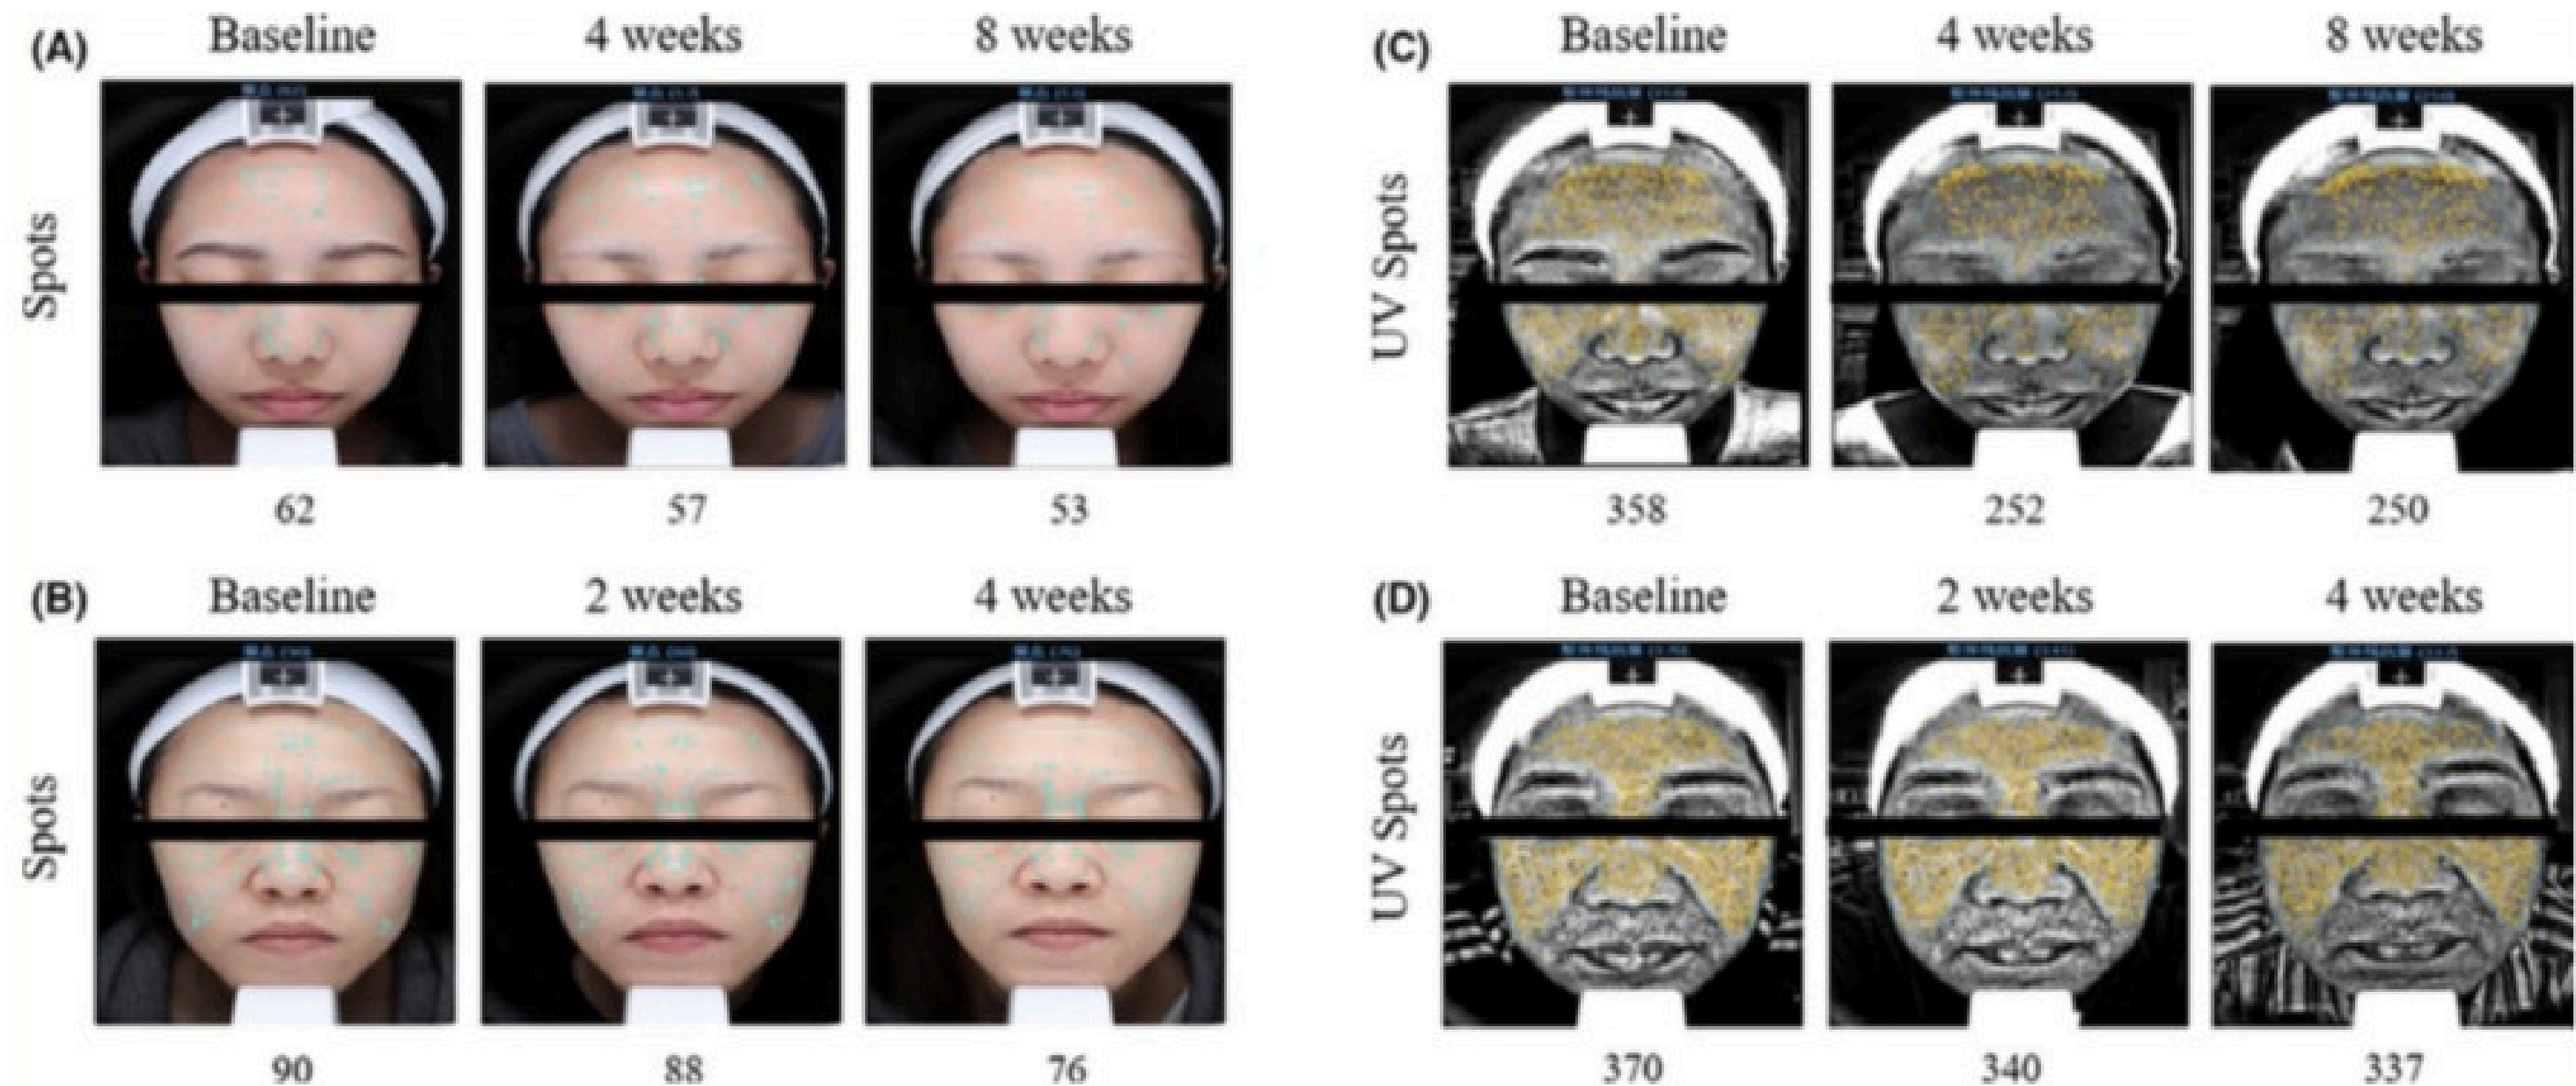 (A) Baseline 4 weeks 8 weeks
Spots
62 57 53
(B) Baseline 2 weeks 4 weeks
Spots
90 88 76
(C) Baseline 4 weeks 8 weeks
UV Spots
358 252 250
(D) Baseline 2 weeks 4 weeks
UV Spots
370 340 337